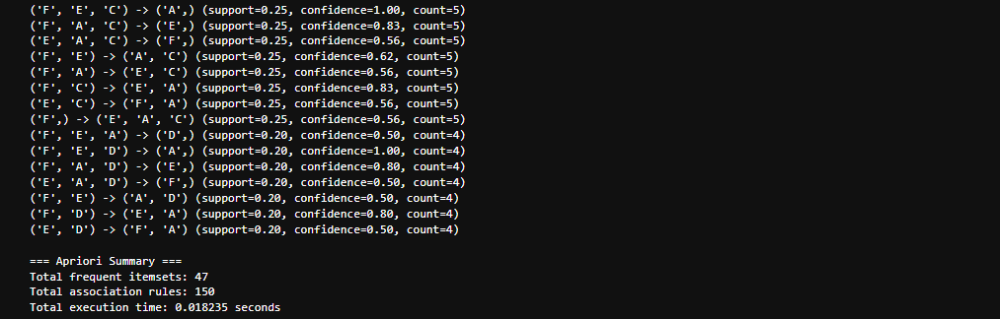 ('F', 'E', 'C') -> ('A',) (support=0.25, confidence=1.00, count=5)
('F', 'A', 'C') -> ('E',) (support=0.25, confidence=0.83, count=5)
('E', 'A', 'C') -> ('F',) (support=0.25, confidence=0.56, count=5)
('F', 'E') -> ('A', 'C') (support=0.25, confidence=0.62, count=5)
('F', 'A') -> ('E', 'C') (support=0.25, confidence=0.56, count=5)
('F', 'C') -> ('E', 'A') (support=0.25, confidence=0.83, count=5)
('E', 'C') -> ('F', 'A') (support=0.25, confidence=0.56, count=5)
('F',) -> ('E', 'A', 'C') (support=0.25, confidence=0.56, count=5)
('F', 'E', 'A') -> ('D',) (support=0.20, confidence=0.50, count=4)
('F', 'E', 'D') -> ('A',) (support=0.20, confidence=1.00, count=4)
('F', 'A', 'D') -> ('E',) (support=0.20, confidence=0.80, count=4)
('E', 'A', 'D') -> ('F',) (support=0.20, confidence=0.50, count=4)
('F', 'E') -> ('A', 'D') (support=0.20, confidence=0.50, count=4)
('F', 'D') -> ('E', 'A') (support=0.20, confidence=0.80, count=4)
('E', 'D') -> ('F', 'A') (support=0.20, confidence=0.50, count=4)
=== Apriori Summary ===
Total frequent itemsets: 47
Total association rules: 150
Total execution time: 0.018235 seconds